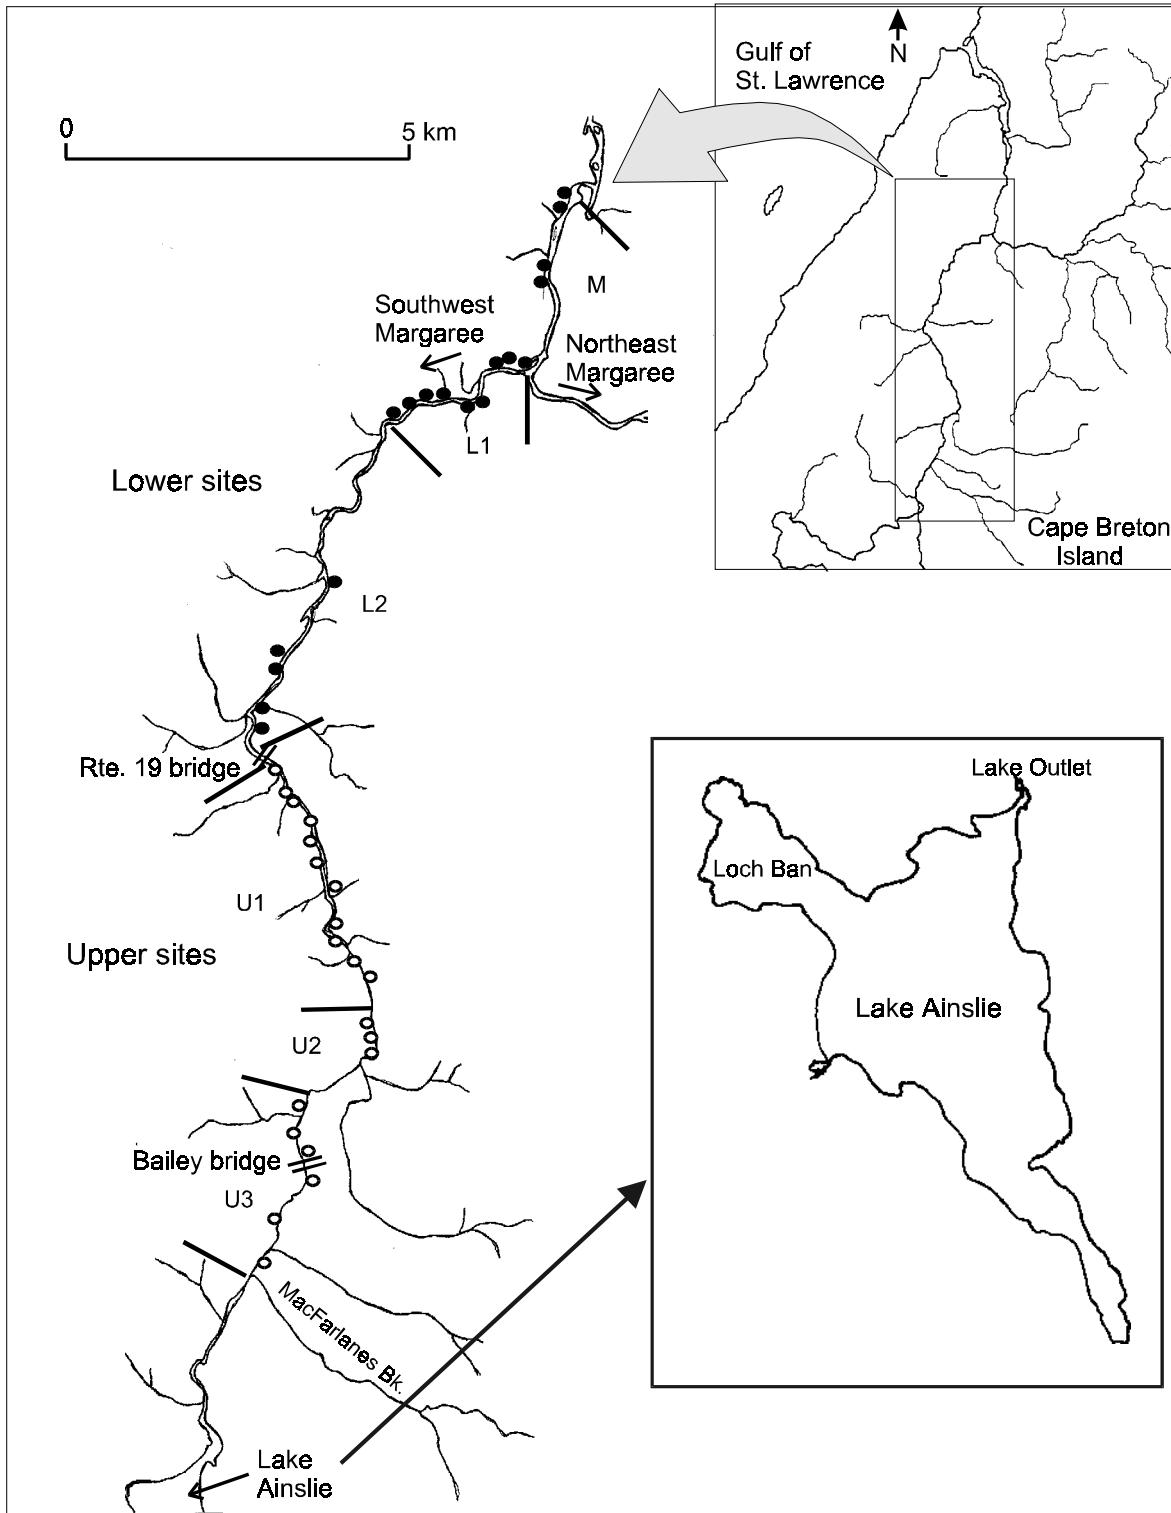 N
Gulf of
St. Lawrence
0
5 km
M
Southwest
Margaree
Northeast
Margaree
L1
Lower sites
Cape Breton
Island
L2
Rte. 19 bridge
Lake Outlet
Loch Ban
U1
Upper sites
Lake Ainslie
U2
Bailey bridge
U3
MacFarlanes Bk.
Lake
Ainslie